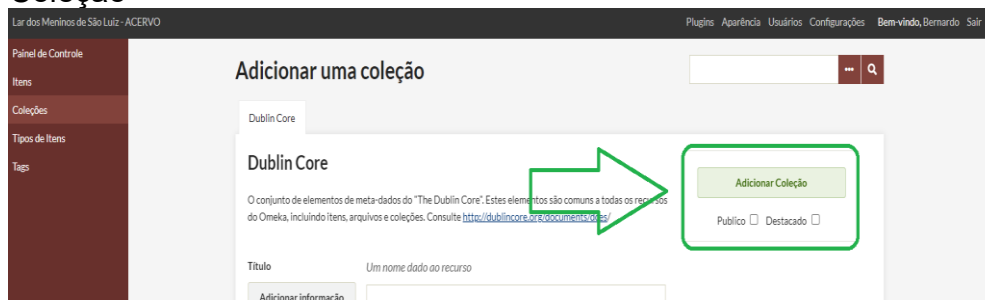 Coleção
Lar dos Meninos de São Luiz - ACERVO
Plugins Aparência Usuários Configurações Bem-vindo, Bernardo Sair
Painel de Controle
Itens
Coleções
Tipos de Itens
Tags
Adicionar uma coleção
Dublin Core
Dublin Core
O conjunto de elementos de meta-dados do "The Dublin Core". Estes elementos são comuns a todas os recursos
do Omeka, incluindo itens, arquivos e coleções. Consulte http://dublincore.org/documents/dces/
Adicionar Coleção
Publico Destacado
Título
Um nome dado ao recurso
Adicionar informação